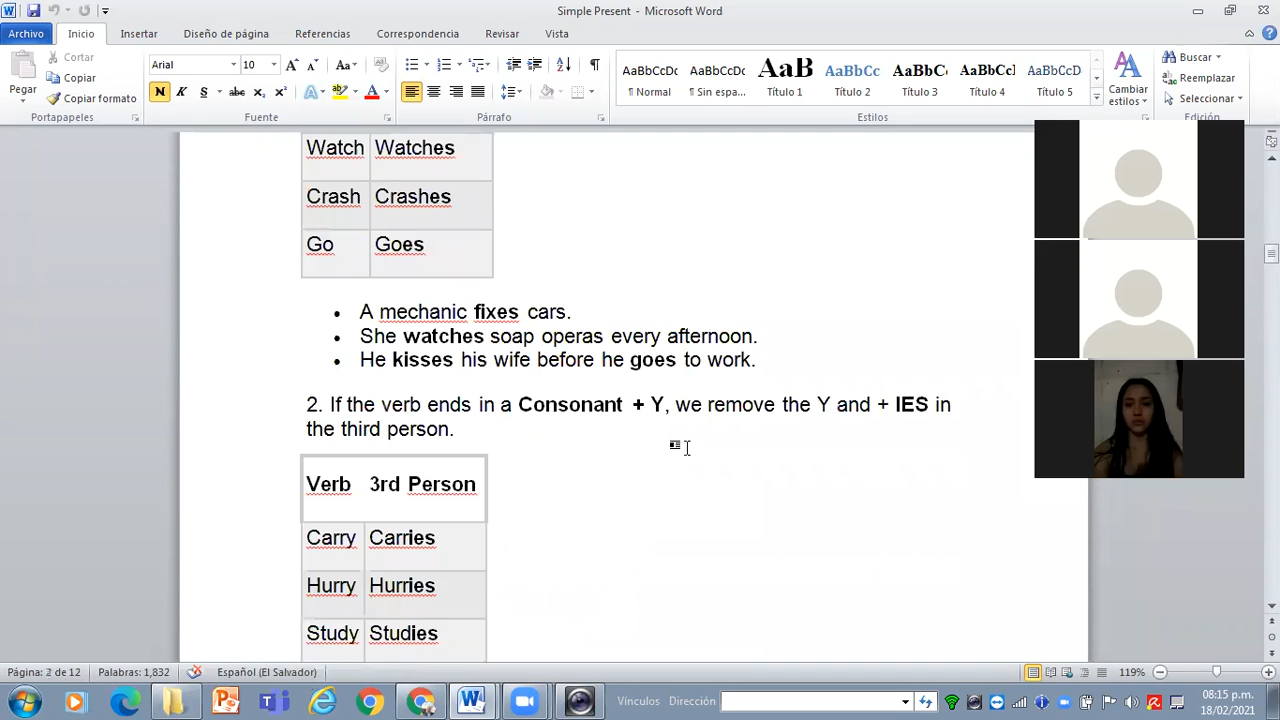 Simple Present - Microsoft Word
Archivo Inicio Insertar Diseño de página Referencias Correspondencia Revisar Vista
Pegar Cortar Copiar Copiar formato
Arial 10
AaBbCcDc AaBbCcDc AaB AaBbCc AaBbCc AaBbCc AaBbCcD
¶ Normal ¶ Sin espa... Título 1 Título 2 Título 3 Título 4 Título 5
Cambiar estilos
Buscar Reemplazar Seleccionar
Portapapeles Fuente Párrafo Estilos Edición
Watch Watches
Crash Crashes
Go Goes
• A mechanic fixes cars.
• She watches soap operas every afternoon.
• He kisses his wife before he goes to work.
2. If the verb ends in a Consonant + Y, we remove the Y and + IES in
the third person.
Verb 3rd Person
Carry Carries
Hurry Hurries
Study Studies
Página: 2 de 12 Palabras: 1,832 Español (El Salvador) 119%
Vínculos Dirección
08:15 p.m.
18/02/2021